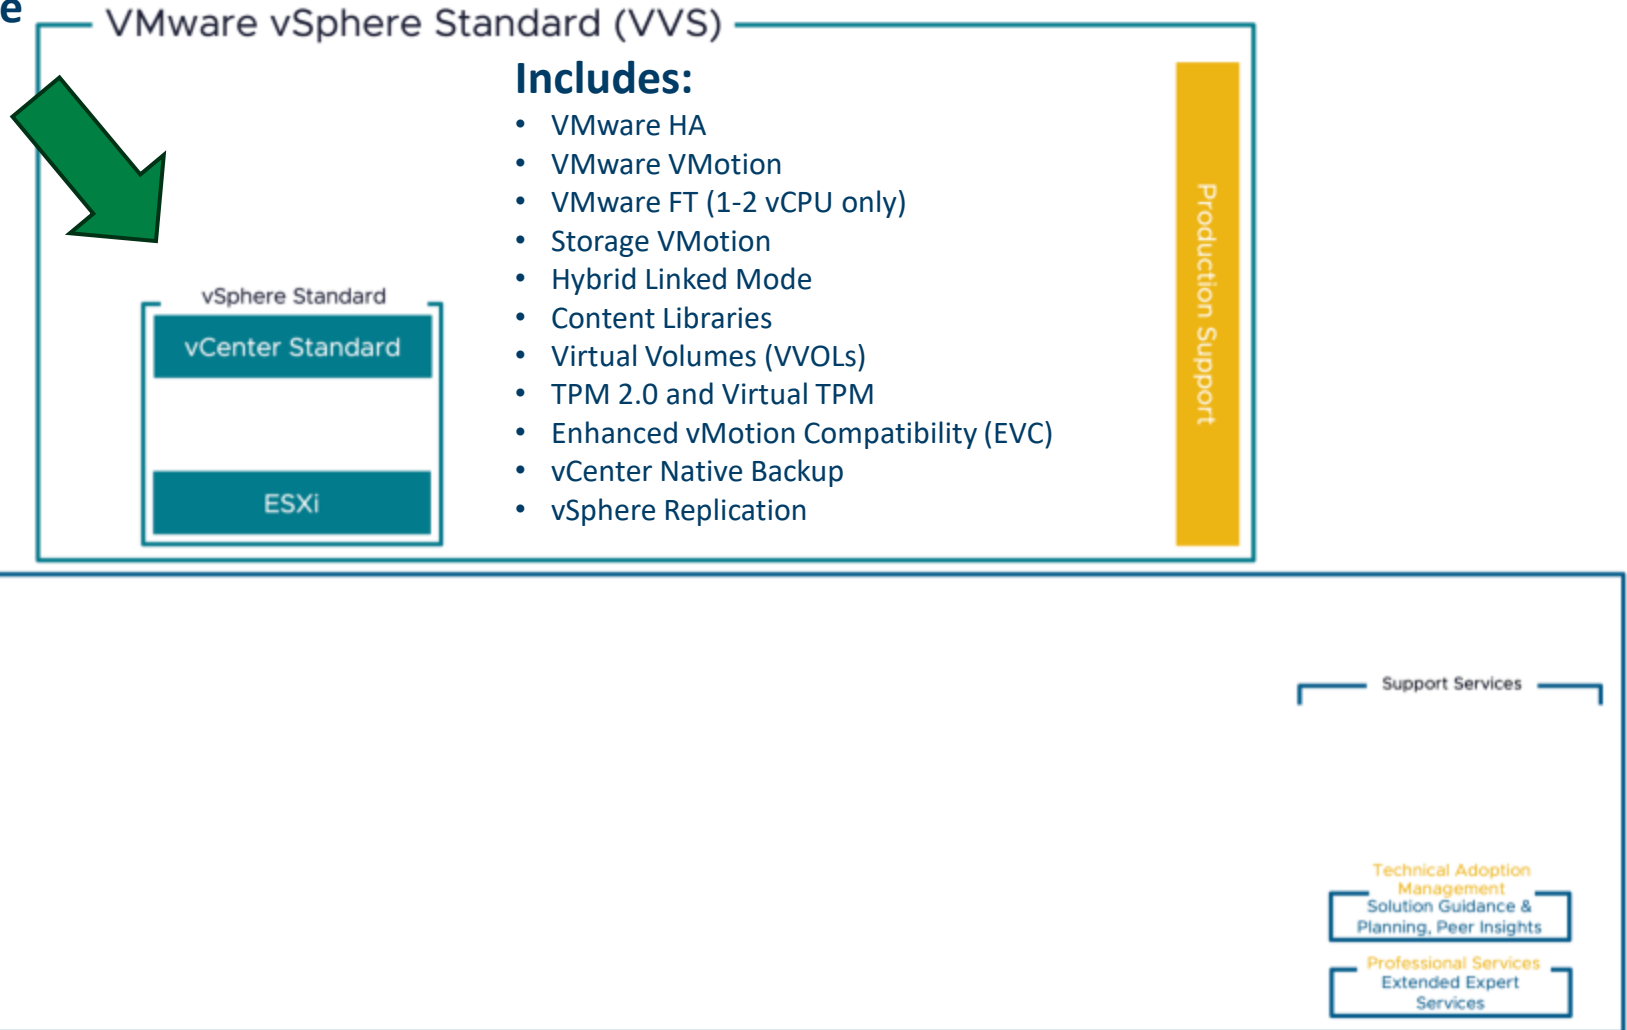 e
VMware vSphere Standard (VVS)
Includes:
• VMware HA
• VMware VMotion
• VMware FT (1-2 vCPU only)
• Storage VMotion
• Hybrid Linked Mode
• Content Libraries
• Virtual Volumes (VVOLs)
• TPM 2.0 and Virtual TPM
• Enhanced vMotion Compatibility (EVC)
• vCenter Native Backup
• vSphere Replication
vSphere Standard
vCenter Standard
ESXi
Production Support
Support Services
Technical Adoption
Management
Solution Guidance &
Planning, Peer Insights
Professional Services
Extended Expert
Services